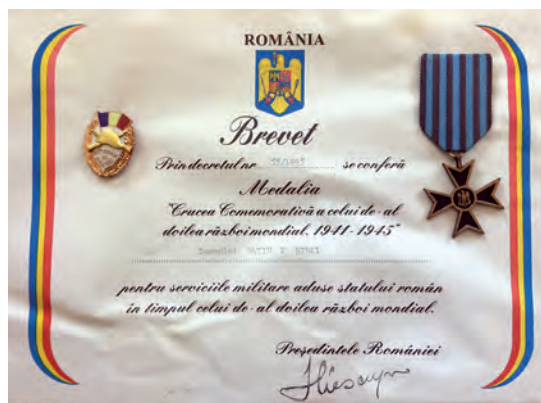 ROMÂNIA
Brevet
Prin decretul nr. se conferă
Medalia
"Crucea Comemorativă a celui de-al
doilea război mondial, 1941-1945"
pentru serviciile militare aduse statului român
în timpul celui de-al doilea război mondial.
Președintele României